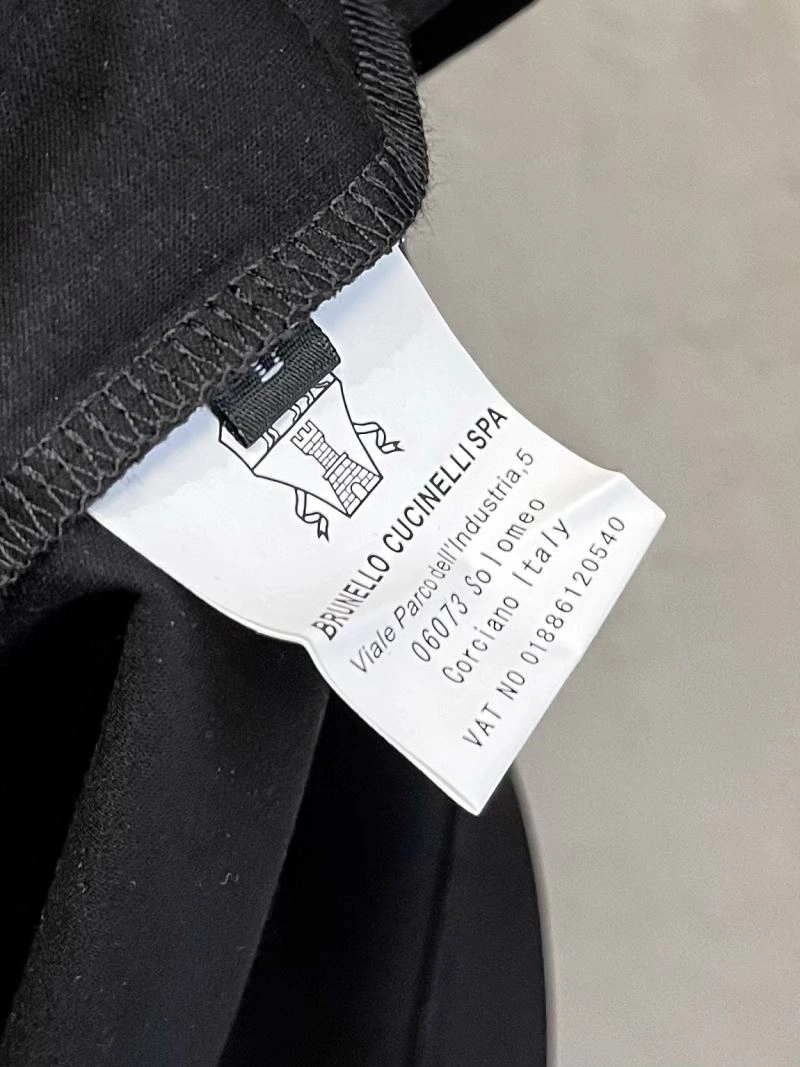 BRUNELLO CUCINELLI SPA
Viale Parco dell'Industria,5
06073 Solomeo
Corciano Italy
VAT NO 01886120540